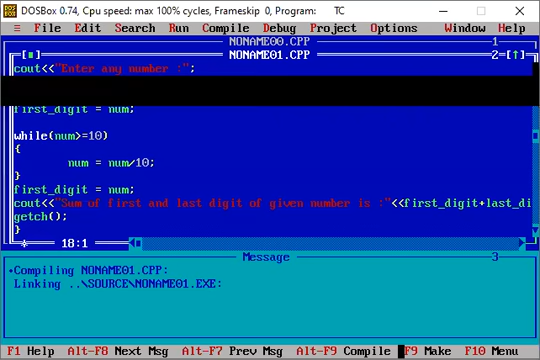 DOSBox 0.74, Cpu speed: max 100% cycles, Frameskip 0, Program: TC
≡ File Edit Search Run Compile Debug Project Options Window Help
NONAME00.CPP 1
[■] NONAME01.CPP 2=[↑]
cout<<"Enter any number :";
first_digit = num;
while(num>=10)
{
num = num/10;
}
first_digit = num;
cout<<"Sum of first and last digit of given number is :"<<first_digit+last_di
getch();
}
18:1
Message 3
•Compiling NONAME01.CPP:
Linking ..\SOURCE\NONAME01.EXE:
F1 Help Alt-F8 Next Msg Alt-F7 Prev Msg Alt-F9 Compile F9 Make F10 Menu